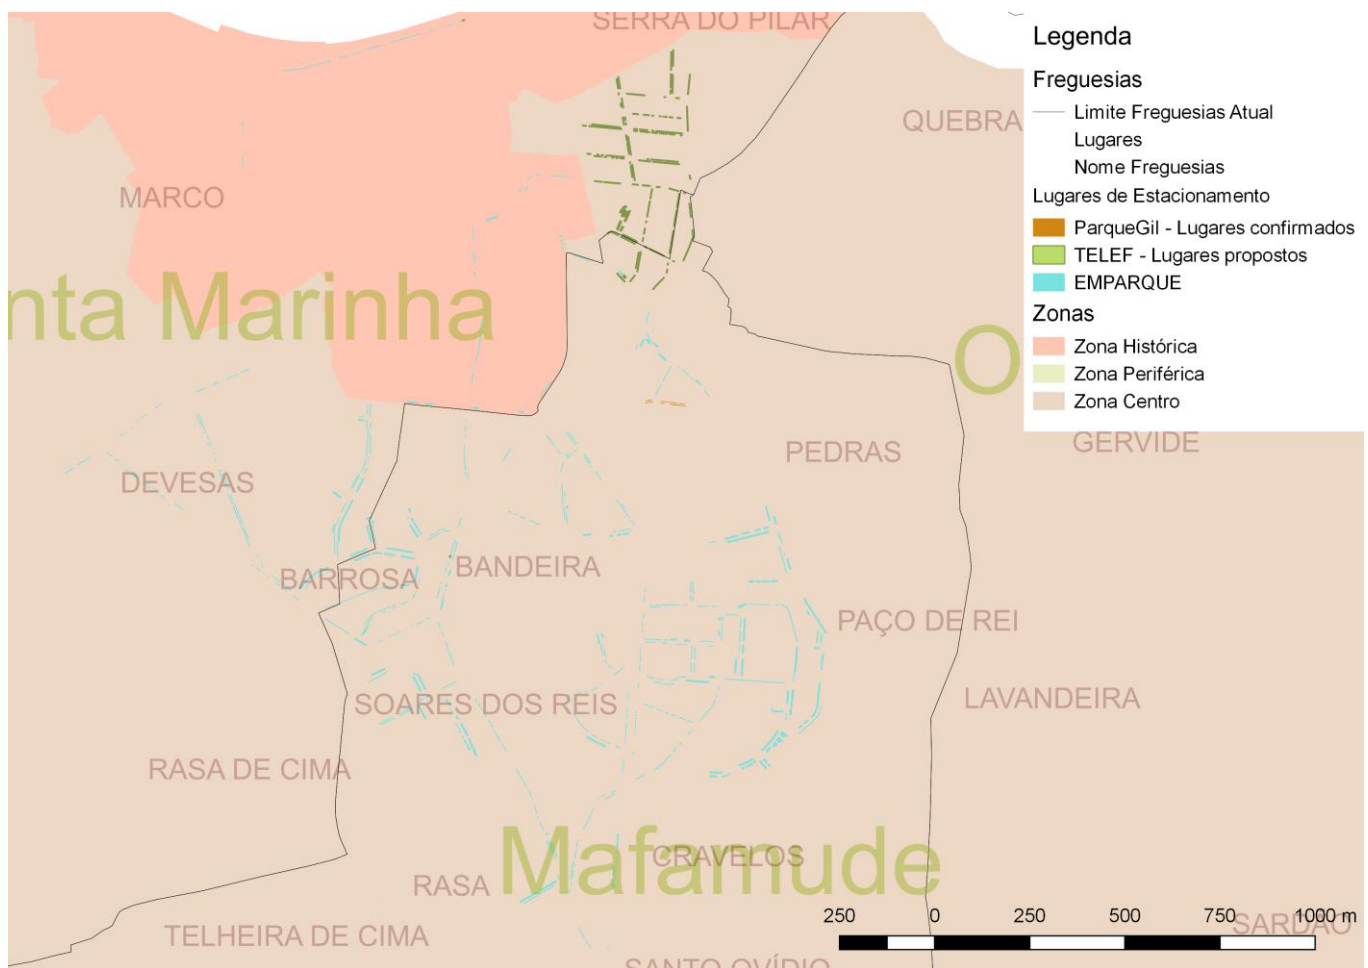 SERRA DO PILAR
QUEBRA
MARCO
nta Marinha
O
PEDRAS
GERVIDE
DEVESAS
BARROSA
BANDEIRA
PAÇO DE REI
SOARES DOS REIS
LAVANDEIRA
RASA DE CIMA
Mafamude
CRAVELOS
RASA
TELHEIRA DE CIMA
SARDÃO
SANTO OVÍDIO
Legenda
Freguesias
Limite Freguesias Atual
Lugares
Nome Freguesias
Lugares de Estacionamento
ParqueGil - Lugares confirmados
TELEF - Lugares propostos
EMPARQUE
Zonas
Zona Histórica
Zona Periférica
Zona Centro
250 0 250 500 750 1000 m